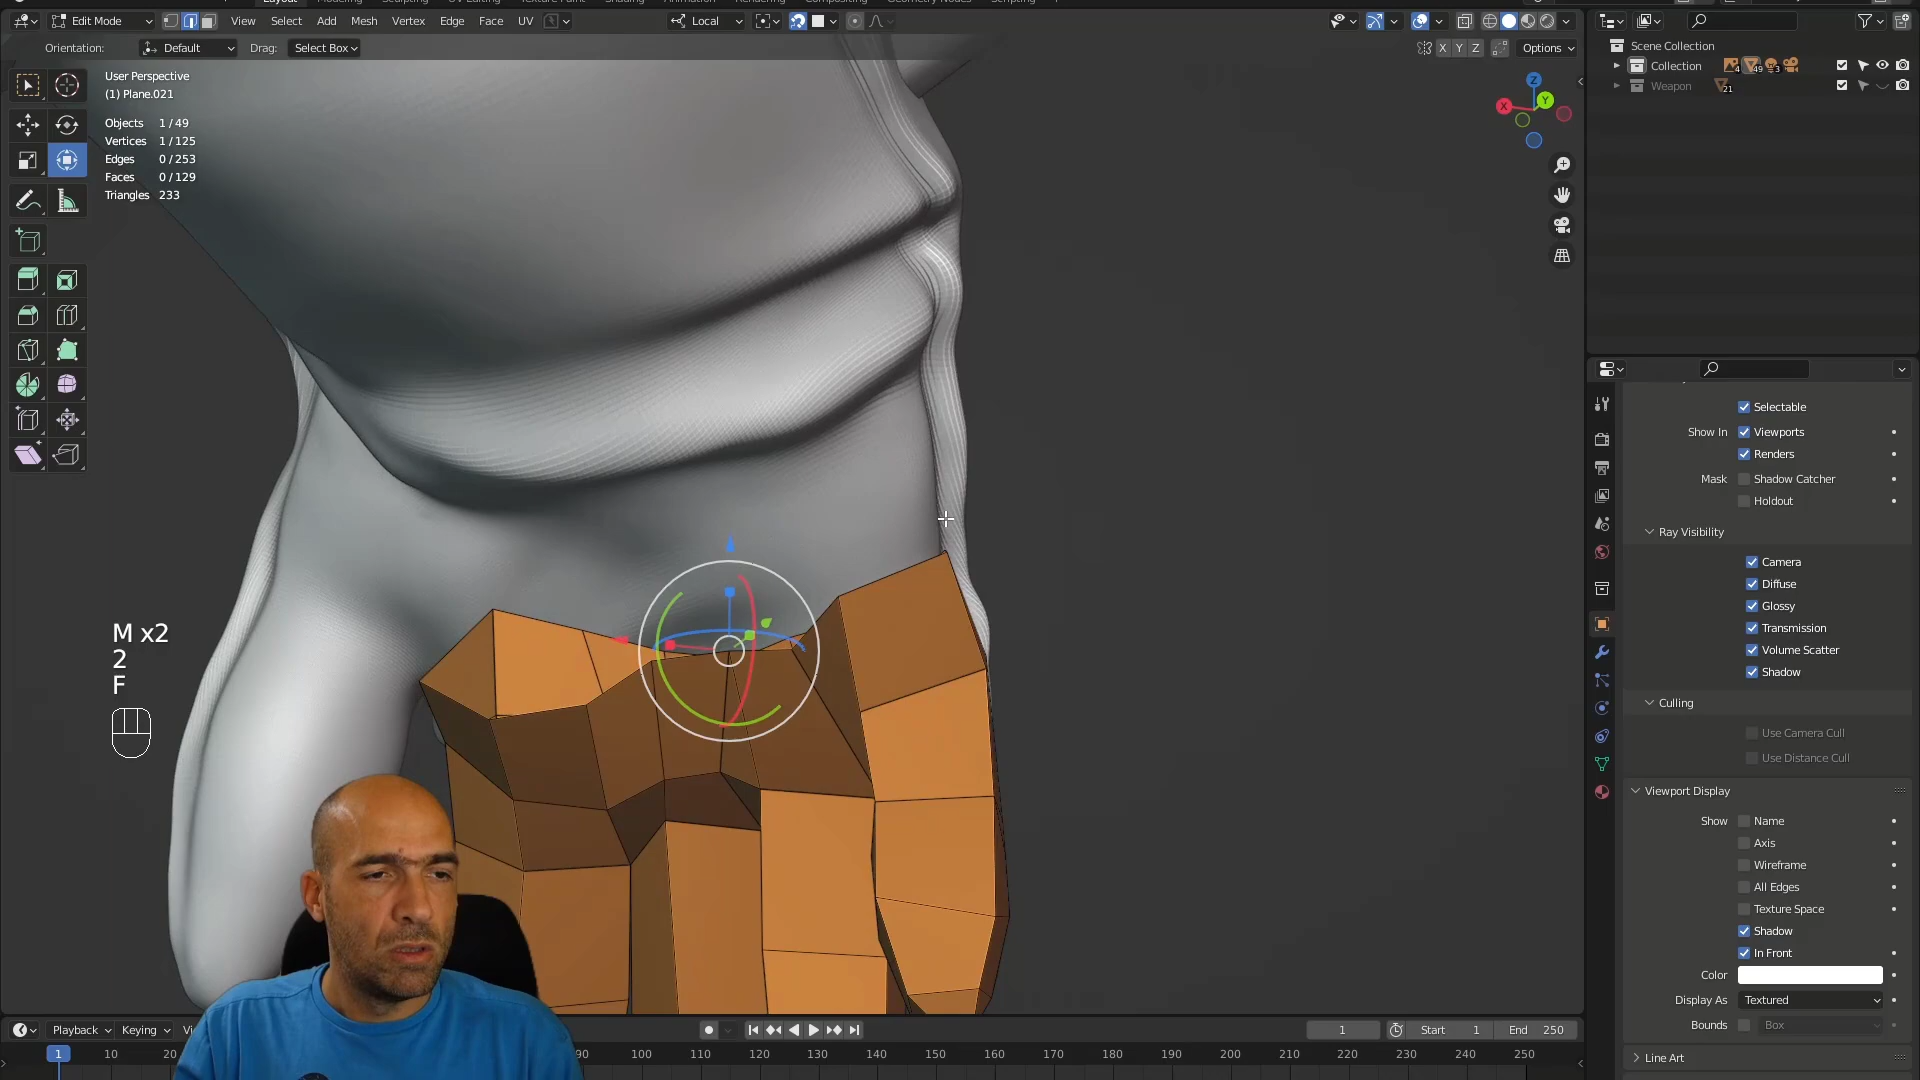 Edit Mode View Select Add Mesh Vertex Edge Face UV Local
Orientation: Default Drag: Select Box X Y Z Options
User Perspective
(1) Plane.021
Objects 1 / 49
Vertices 1 / 125
Edges 0 / 253
Faces 0 / 129
Triangles 233
Z
Y
X
M x2
2
F
Scene Collection
Collection 4 49 3
Weapon 21
Selectable
Show In Viewports
Renders
Mask Shadow Catcher
Holdout
Ray Visibility
Camera
Diffuse
Glossy
Transmission
Volume Scatter
Shadow
Culling
Use Camera Cull
Use Distance Cull
Viewport Display
Show Name
Axis
Wireframe
All Edges
Texture Space
Shadow
In Front
Color
Display As Textured
Bounds Box
Line Art
Playback Keying 1 Start 1 End 250
1 10 20 90 100 110 120 130 140 150 160 170 180 190 200 210 220 230 240 250